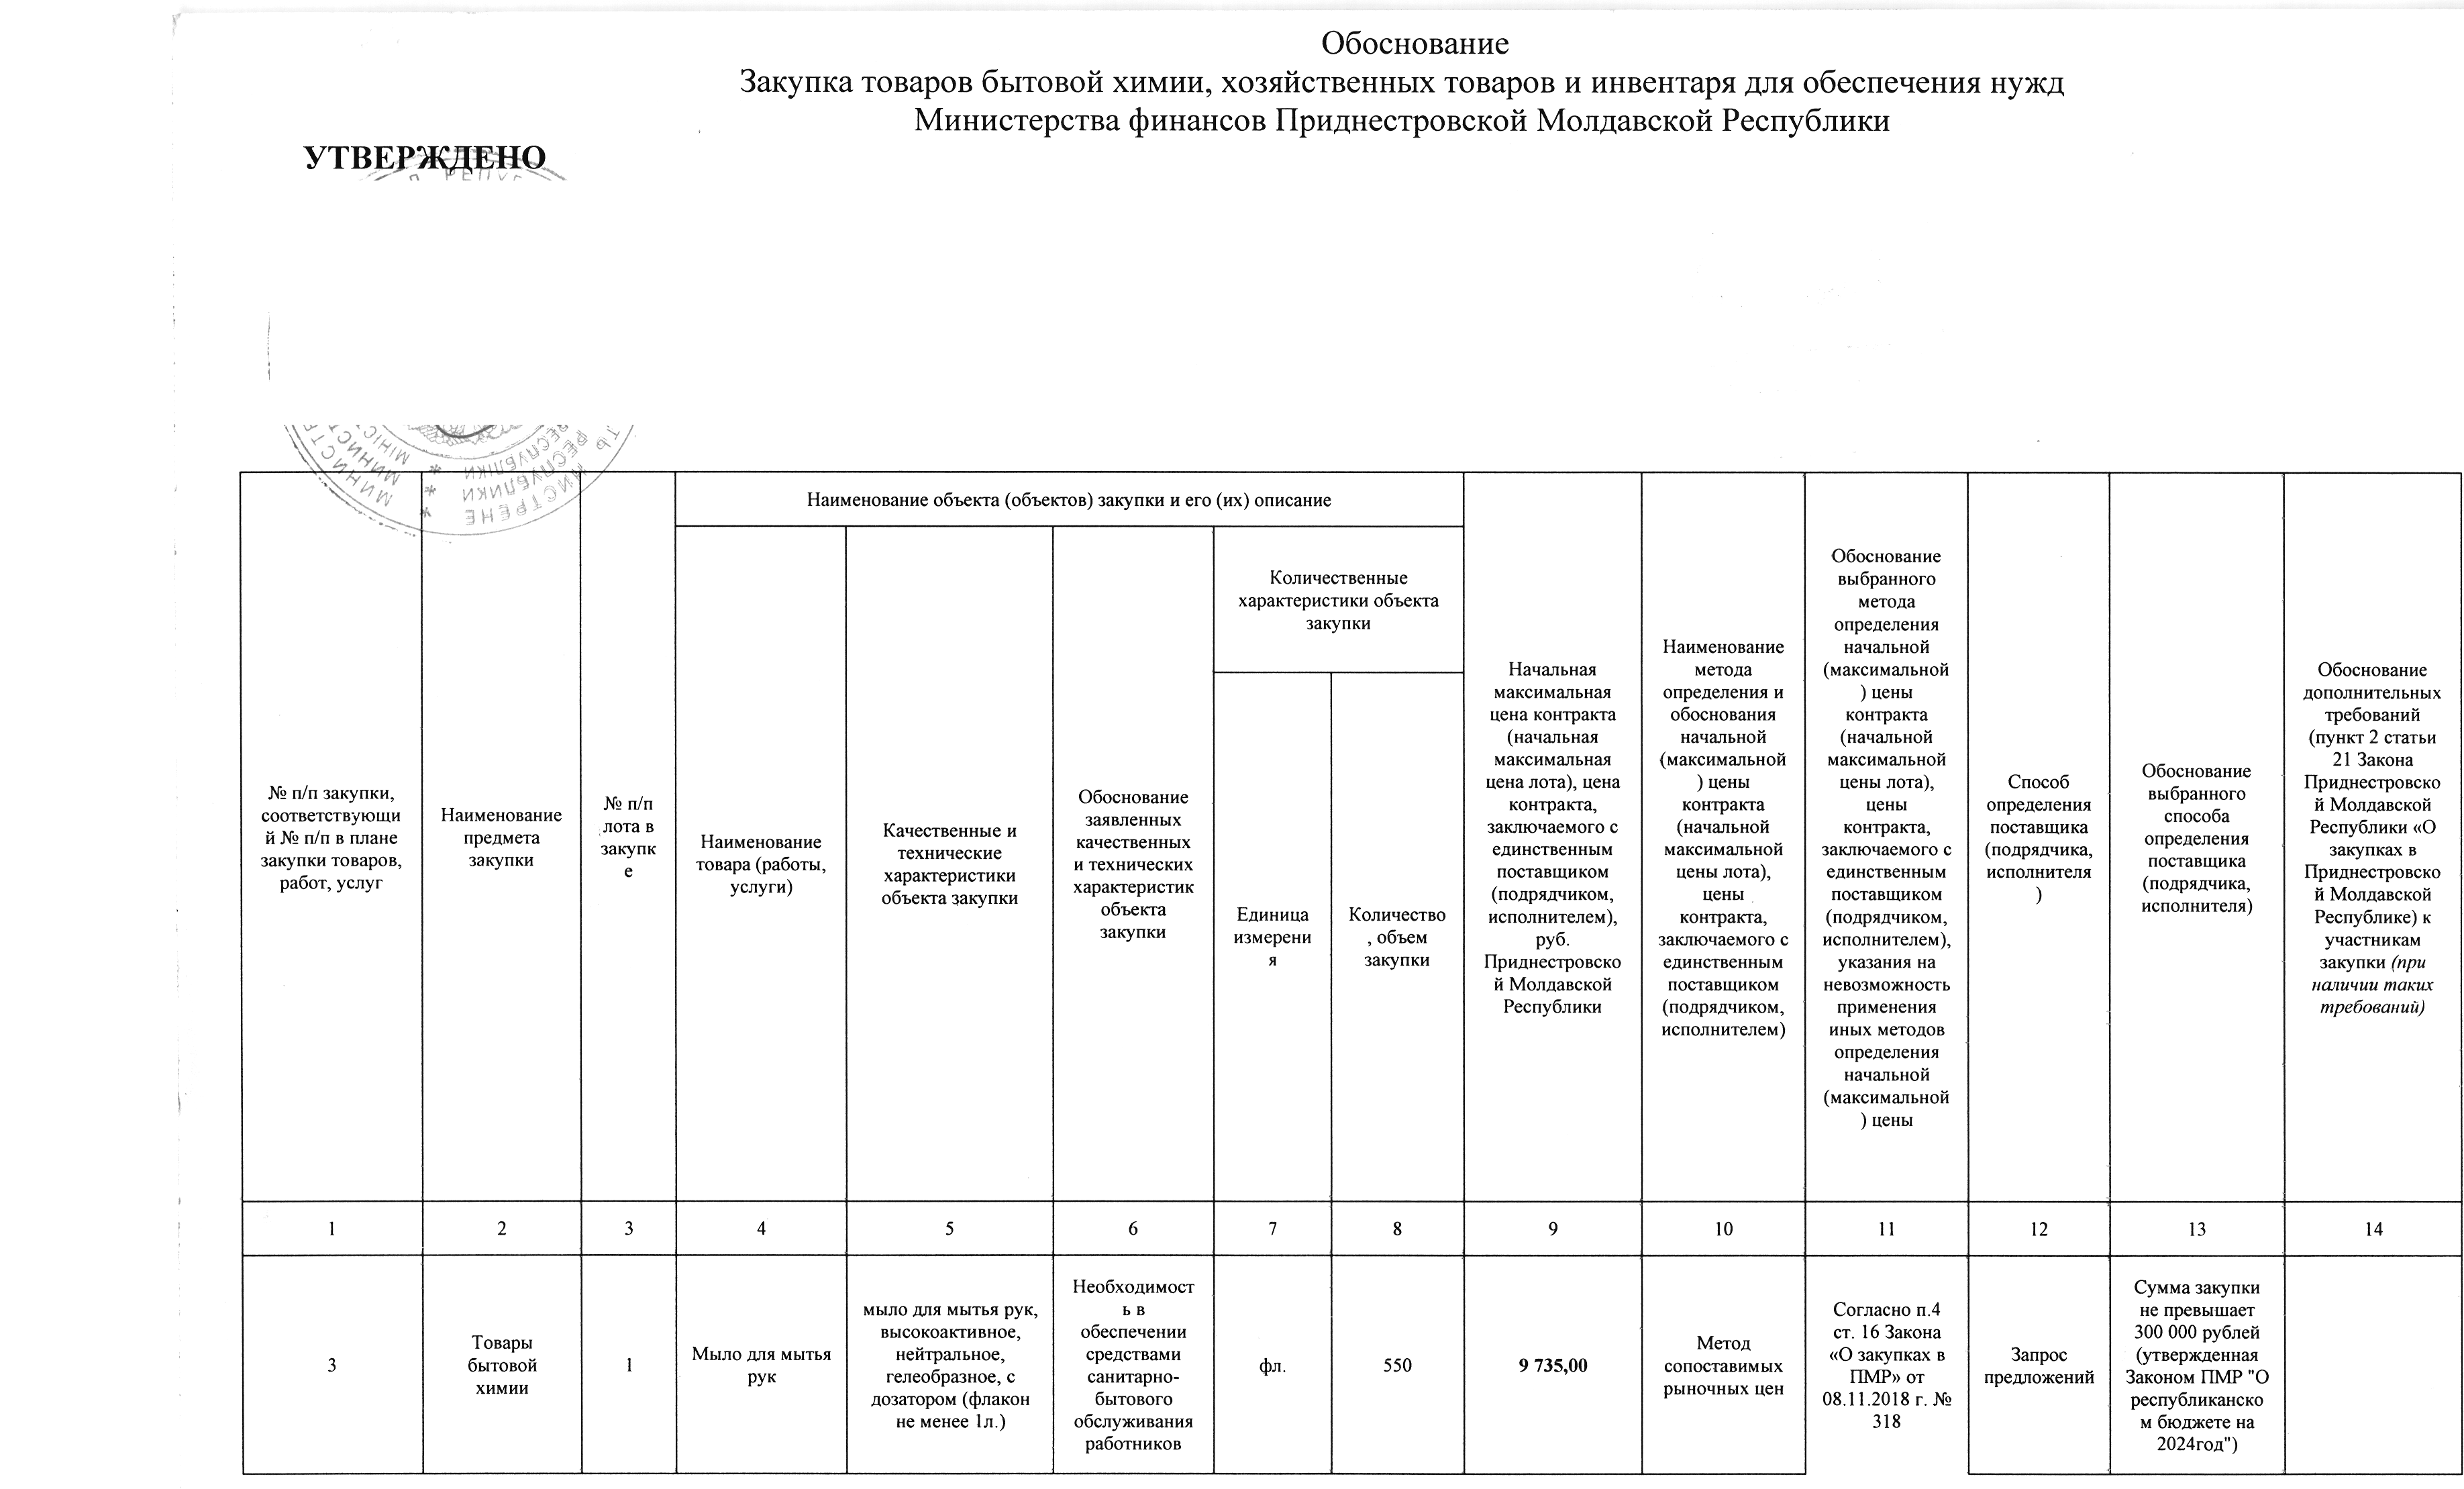 Обоснование
Закупка товаров бытовой химии, хозяйственных товаров и инвентаря для обеспечения нужд
Министерства финансов Приднестровской Молдавской Республики
УТВЕРЖДЕНО
№ п/п закупки,
соответствующи
й № п/п в плане
закупки товаров,
работ, услуг
Наименование
предмета
закупки
№ п/п
лота в
закупк
е
Наименование объекта (объектов) закупки и его (их) описание
Наименование
товара (работы,
услуги)
Качественные и
технические
характеристики
объекта закупки
Обоснование
заявленных
качественных
и технических
характеристик
объекта
закупки
Количественные
характеристики объекта
закупки
Единица
измерени
я
Количество
, объем
закупки
Начальная
максимальная
цена контракта
(начальная
максимальная
цена лота), цена
контракта,
заключаемого с
единственным
поставщиком
(подрядчиком,
исполнителем),
руб.
Приднестровско
й Молдавской
Республики
Наименование
метода
определения и
обоснования
начальной
(максимальной
) цены
контракта
(начальной
максимальной
цены лота),
цены
контракта,
заключаемого с
единственным
поставщиком
(подрядчиком,
исполнителем)
Обоснование
выбранного
метода
определения
начальной
(максимальной
) цены
контракта
(начальной
максимальной
цены лота),
цены
контракта,
заключаемого с
единственным
поставщиком
(подрядчиком,
исполнителем),
указания на
невозможность
применения
иных методов
определения
начальной
(максимальной
) цены
Способ
определения
поставщика
(подрядчика,
исполнителя
)
Обоснование
выбранного
способа
определения
поставщика
(подрядчика,
исполнителя)
Обоснование
дополнительных
требований
(пункт 2 статьи
21 Закона
Приднестровско
й Молдавской
Республики «О
закупках в
Приднестровско
й Молдавской
Республике) к
участникам
закупки (при
наличии таких
требований)
1 2 3 4 5 6 7 8 9 10 11 12 13 14
3
Товары
бытовой
химии
1
Мыло для мытья
рук
мыло для мытья рук,
высокоактивное,
нейтральное,
гелеобразное, с
дозатором (флакон
не менее 1л.)
Необходимост
ь в
обеспечении
средствами
санитарно-
бытового
обслуживания
работников
фл.
550
9 735,00
Метод
сопоставимых
рыночных цен
Согласно п.4
ст. 16 Закона
«О закупках в
ПМР» от
08.11.2018 г. №
318
Запрос
предложений
Сумма закупки
не превышает
300 000 рублей
(утвержденная
Законом ПМР "О
республиканско
м бюджете на
2024год")